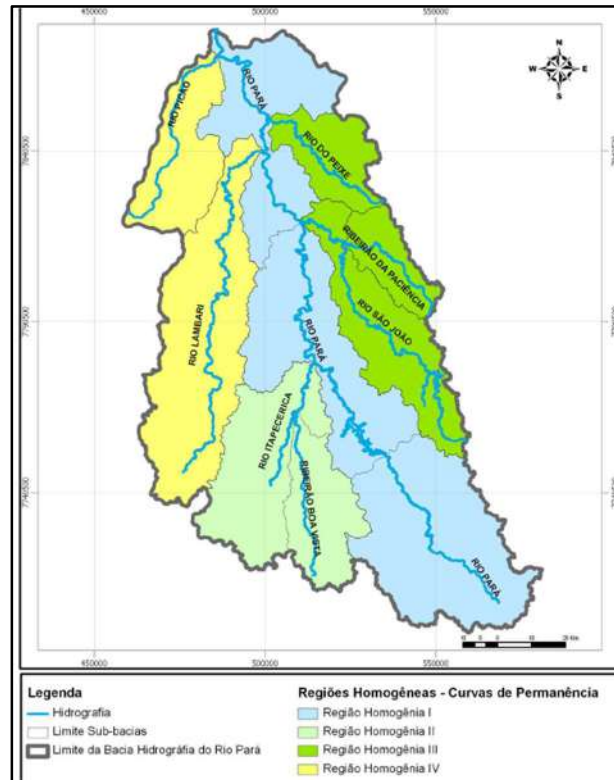 450000 500000 550000
N
W E
S
RIO PICÃO
RIO PARÁ
RIO DO PEIXE
RIBEIRÃO DA PACIÊNCIA
RIO SÃO JOÃO
RIO LAMBARI
RIO PARÁ
RIO ITAPECERICA
RIBEIRÃO BOA VISTA
RIO PARÁ
450000 500000 550000
Legenda
Hidrografia
Limite Sub-bacias
Limite da Bacia Hidrográfia do Rio Pará
Regiões Homogêneas - Curvas de Permanência
Região Homogênia I
Região Homogênia II
Região Homogênia III
Região Homogênia IV